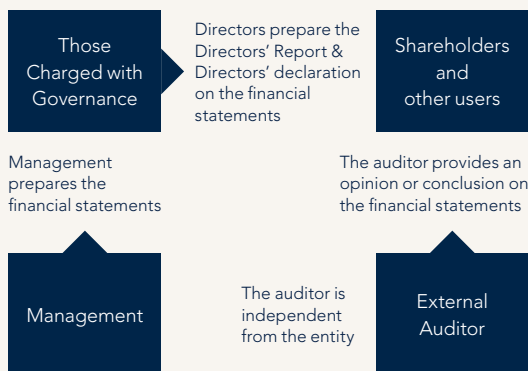 Those
Charged with
Governance
Directors prepare the
Directors’ Report &
Directors’ declaration
on the financial
statements
Shareholders
and
other users
Management
prepares the
financial statements
The auditor provides an
opinion or conclusion on
the financial statements
Management
The auditor is
independent
from the entity
External
Auditor